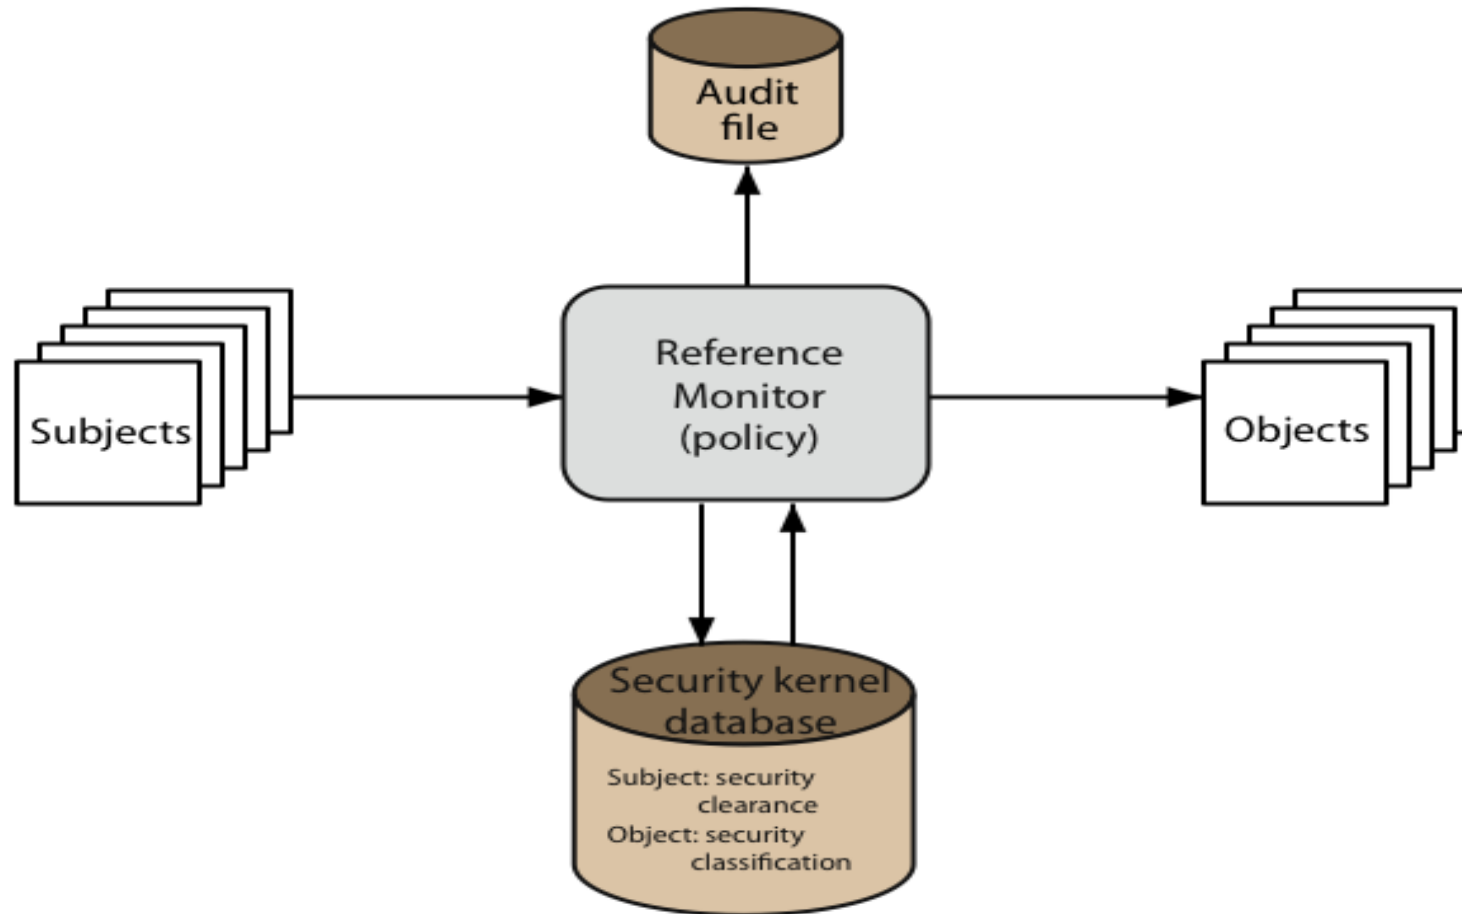 Audit
file
Subjects
Reference
Monitor
(policy)
Objects
Security kernel
database
Subject: security
clearance
Object: security
classification